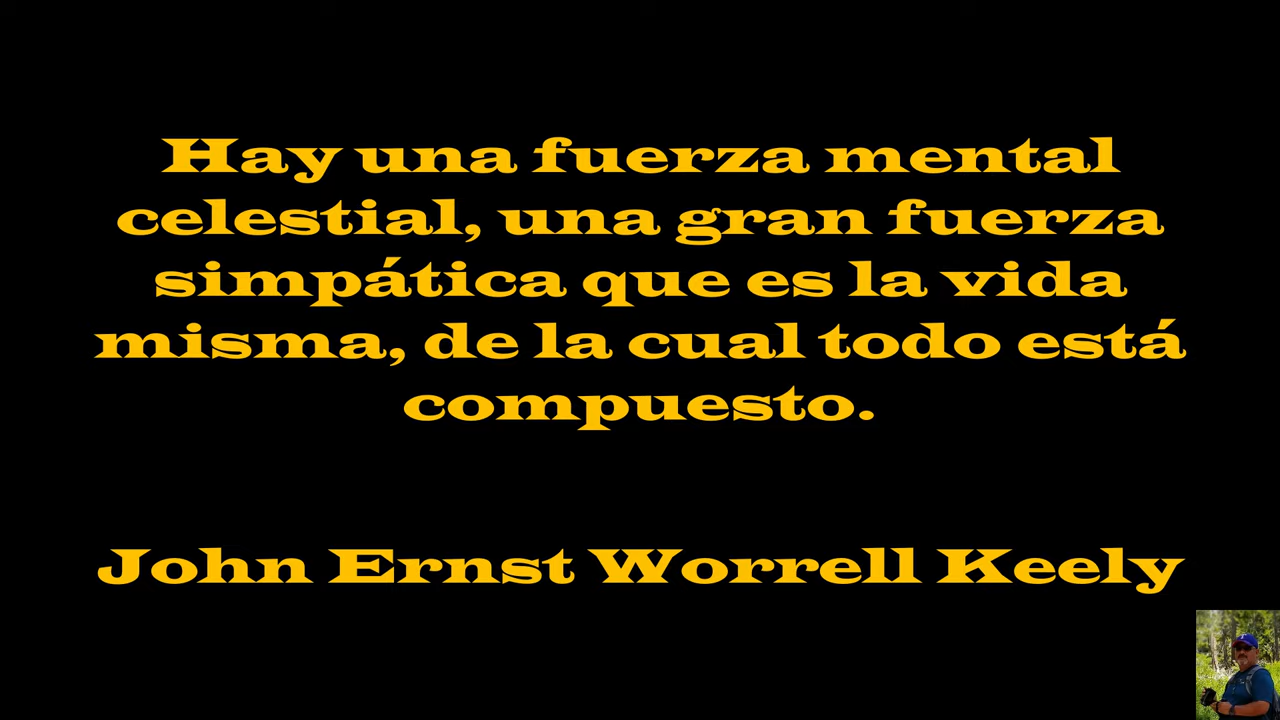 Hay una fuerza mental
celestial, una gran fuerza
simpática que es la vida
misma, de la cual todo está
compuesto.
John Ernst Worrell Keely